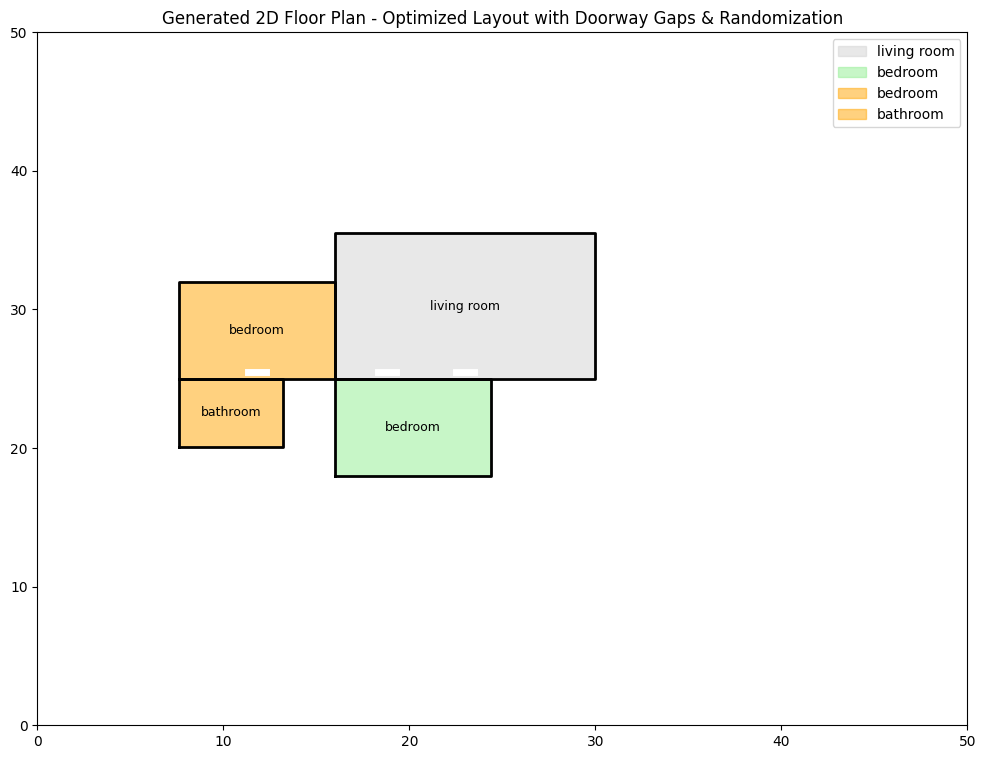 Generated 2D Floor Plan - Optimized Layout with Doorway Gaps & Randomization
50
living room
bedroom
bedroom
bathroom
40
30
living room
bedroom
bathroom
bedroom
20
10
0
0
10
20
30
40
50